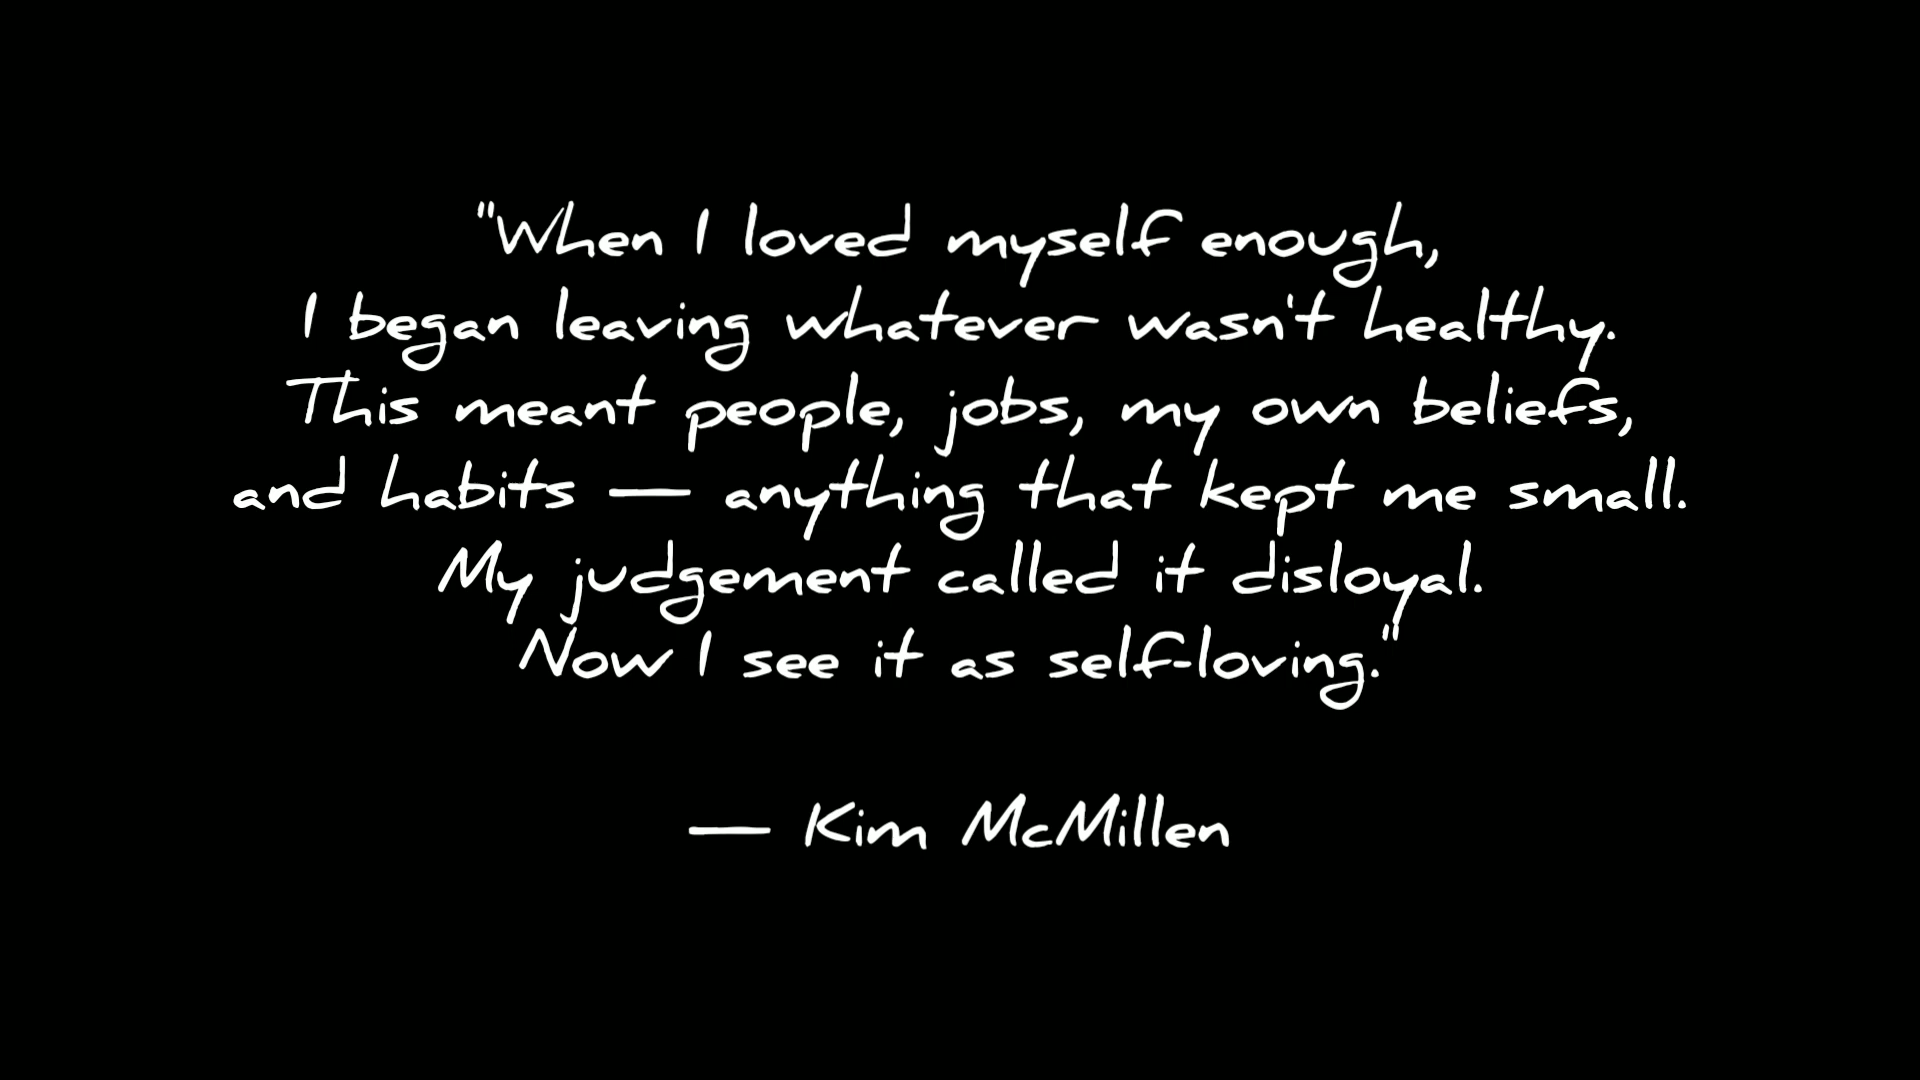 "When I loved myself enough,
I began leaving whatever wasn't healthy.
This meant people, jobs, my own beliefs,
and habits — anything that kept me small.
My judgement called it disloyal.
Now I see it as self-loving."
— Kim McMillen